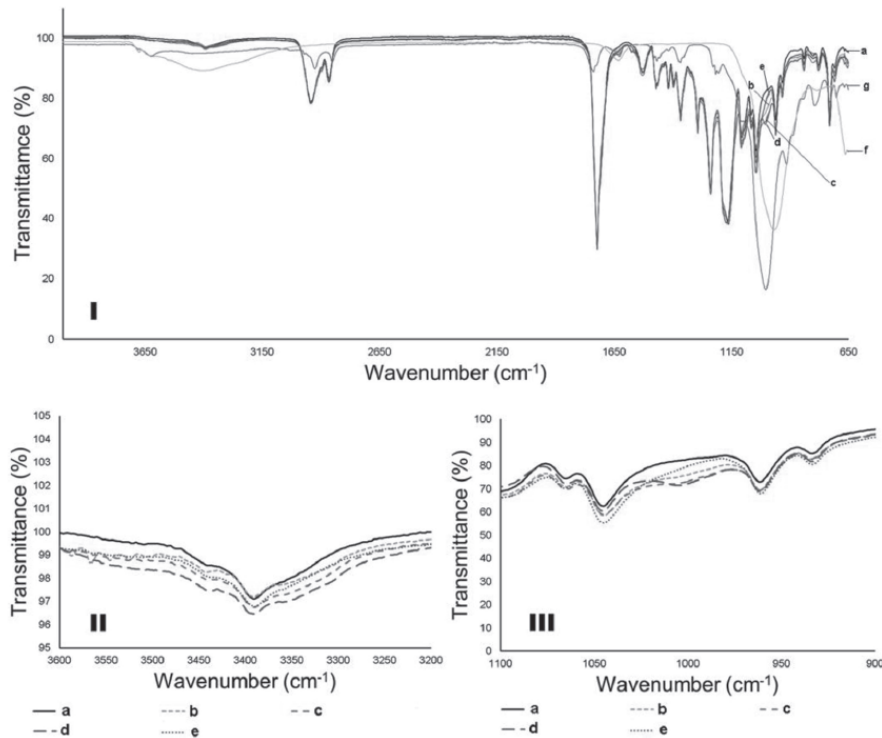 Transmittamce (%)
100
80
60
40
20
0
e
a
b
g
d
f
c
I
3650
3150
2650
2150
1650
1150
650
Wavenumber (cm-1)
Transmittance (%)
105
104
103
102
101
100
99
98
97
96
95
II
3600
3550
3500
3450
3400
3350
3300
3250
3200
Wavenumber (cm-1)
a
b
c
d
e
Transmittance (%)
100
90
80
70
60
50
40
30
20
10
0
III
1100
1050
1000
950
900
Wavenumber (cm-1)
a
b
c
d
e